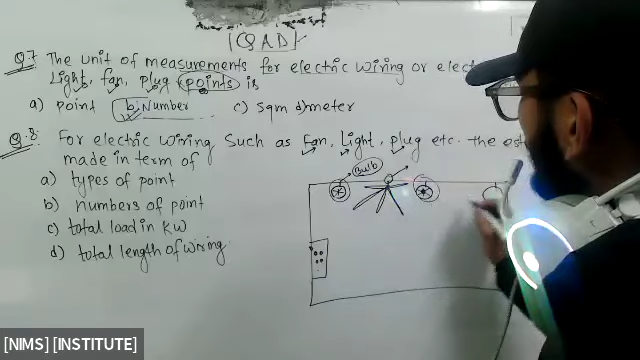 |Q8AD|
Q7 The unit of measurements for electric wiring or elect
Light, fan, plug points is
a) point b) Number c) sqm d) meter
Q.8: For electric wiring such as fan, light, plug etc. the est
made in term of
Bulb
a) types of point
b) numbers of point
c) total load in kW
d) total length of wiring
[NIMS] [INSTITUTE]